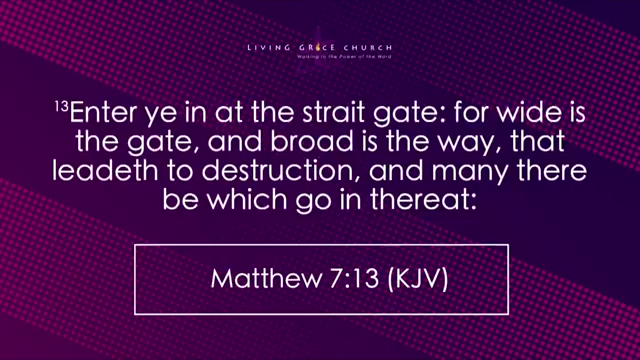 LIVING GRACE CHURCH
Walking in the Power of the Word
13Enter ye in at the strait gate: for wide is
the gate, and broad is the way, that
leadeth to destruction, and many there
be which go in thereat:
Matthew 7:13 (KJV)